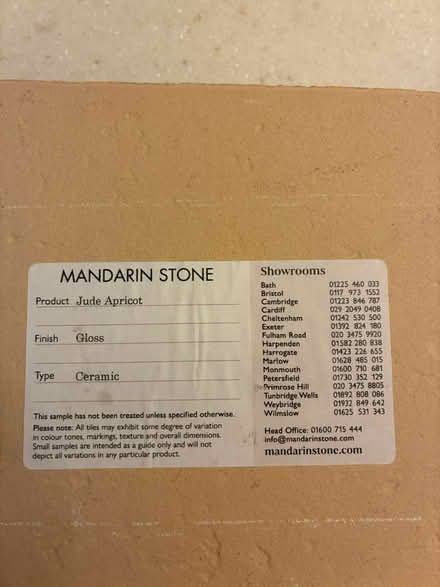 MANDARIN STONE
Product Jude Apricot
Finish Gloss
Type Ceramic
This sample has not been treated unless specified otherwise.
Please note: All tiles may exhibit some degree of variation
in colour tones, markings, texture and overall dimensions.
Small samples are intended as a guide only and will not
depict all variations in any particular product.
Showrooms
Bath 01225 460 033
Bristol 0117 973 1552
Cambridge 01223 846 787
Cardiff 029 2049 0408
Cheltenham 01242 530 500
Exeter 01392 824 180
Fulham Road 020 3475 9920
Harpenden 01582 280 838
Harrogate 01423 226 655
Marlow 01628 485 015
Monmouth 01600 710 681
Petersfield 01730 352 129
Primrose Hill 020 3475 8805
Tunbridge Wells 01892 808 086
Weybridge 01932 849 642
Wilmslow 01625 531 343
Head Office: 01600 715 444
info@mandarinstone.com
mandarinstone.com